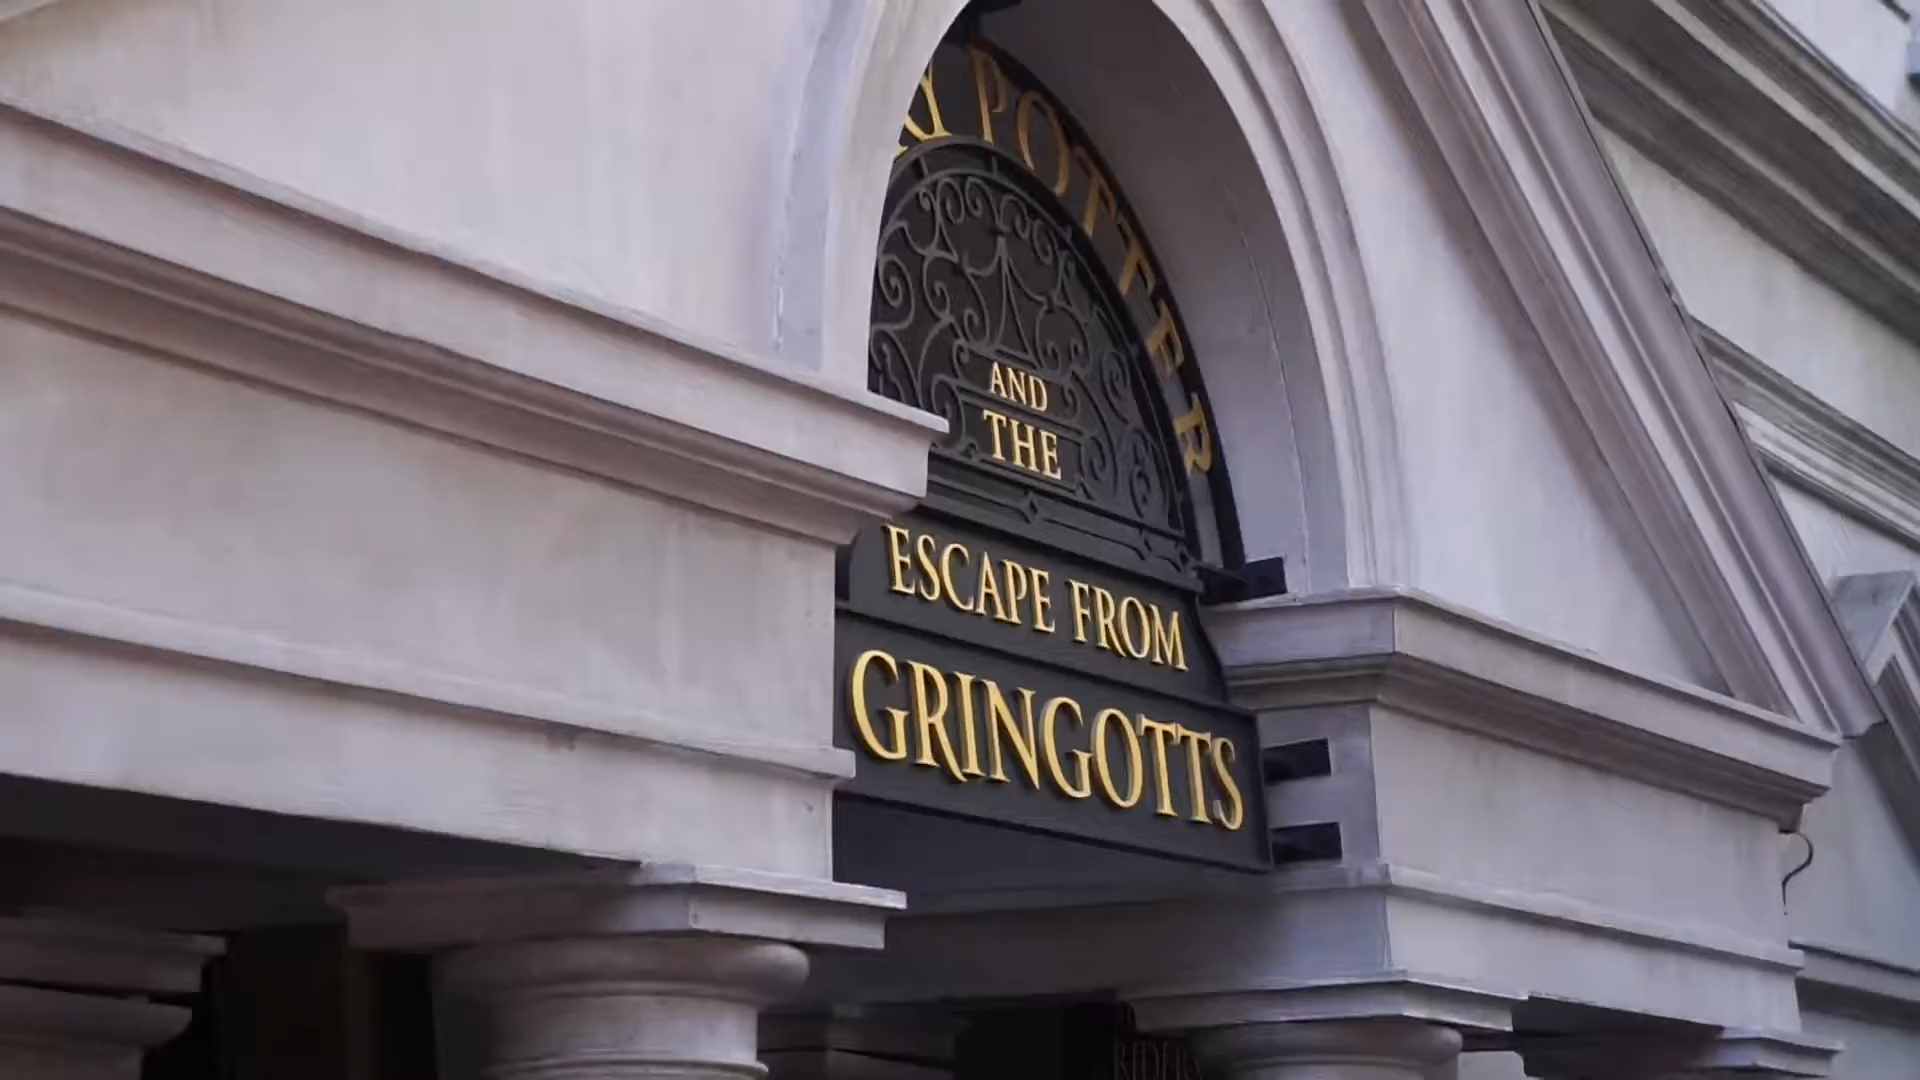 Y POTTER
AND
THE
ESCAPE FROM
GRINGOTTS